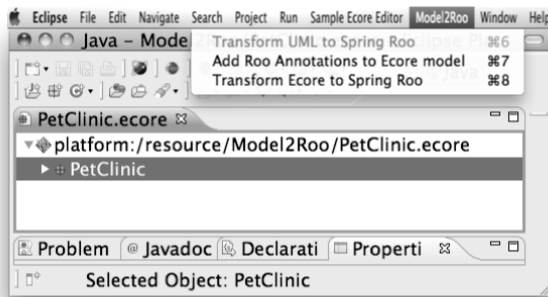 Eclipse File Edit Navigate Search Project Run Sample Ecore Editor Model2Roo Window Help
Java – Model
Transform UML to Spring Roo ⌘6
Add Roo Annotations to Ecore model ⌘7
Transform Ecore to Spring Roo ⌘8
PetClinic.ecore
platform:/resource/Model2Roo/PetClinic.ecore
PetClinic
Problem @ Javadoc Declarati Properti
Selected Object: PetClinic